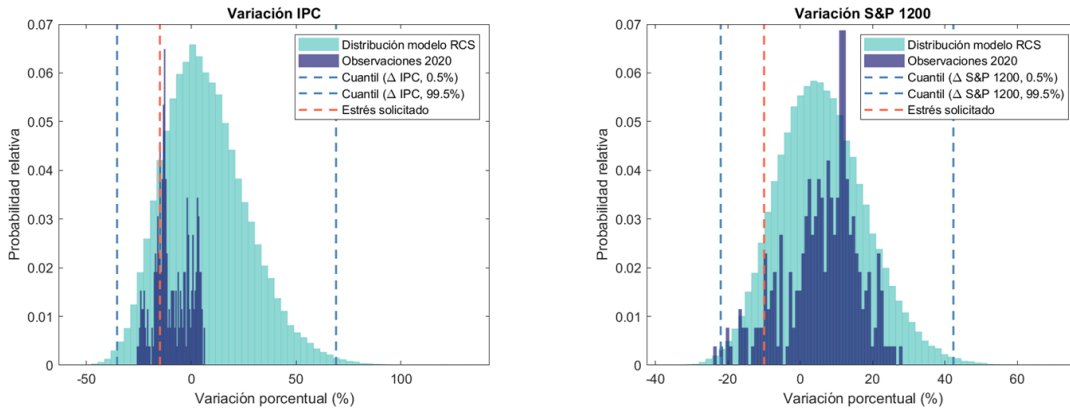 Variación IPC
0.07
0.06
0.05
0.04
0.03
0.02
0.01
0
Probabilidad relativa
-50
0
50
100
Variación porcentual (%)
Distribución modelo RCS
Observaciones 2020
Cuantil (Δ IPC, 0.5%)
Cuantil (Δ IPC, 99.5%)
Estrés solicitado
Variación S&P 1200
0.07
0.06
0.05
0.04
0.03
0.02
0.01
0
Probabilidad relativa
-40
-20
0
20
40
60
Variación porcentual (%)
Distribución modelo RCS
Observaciones 2020
Cuantil (Δ S&P 1200, 0.5%)
Cuantil (Δ S&P 1200, 99.5%)
Estrés solicitado